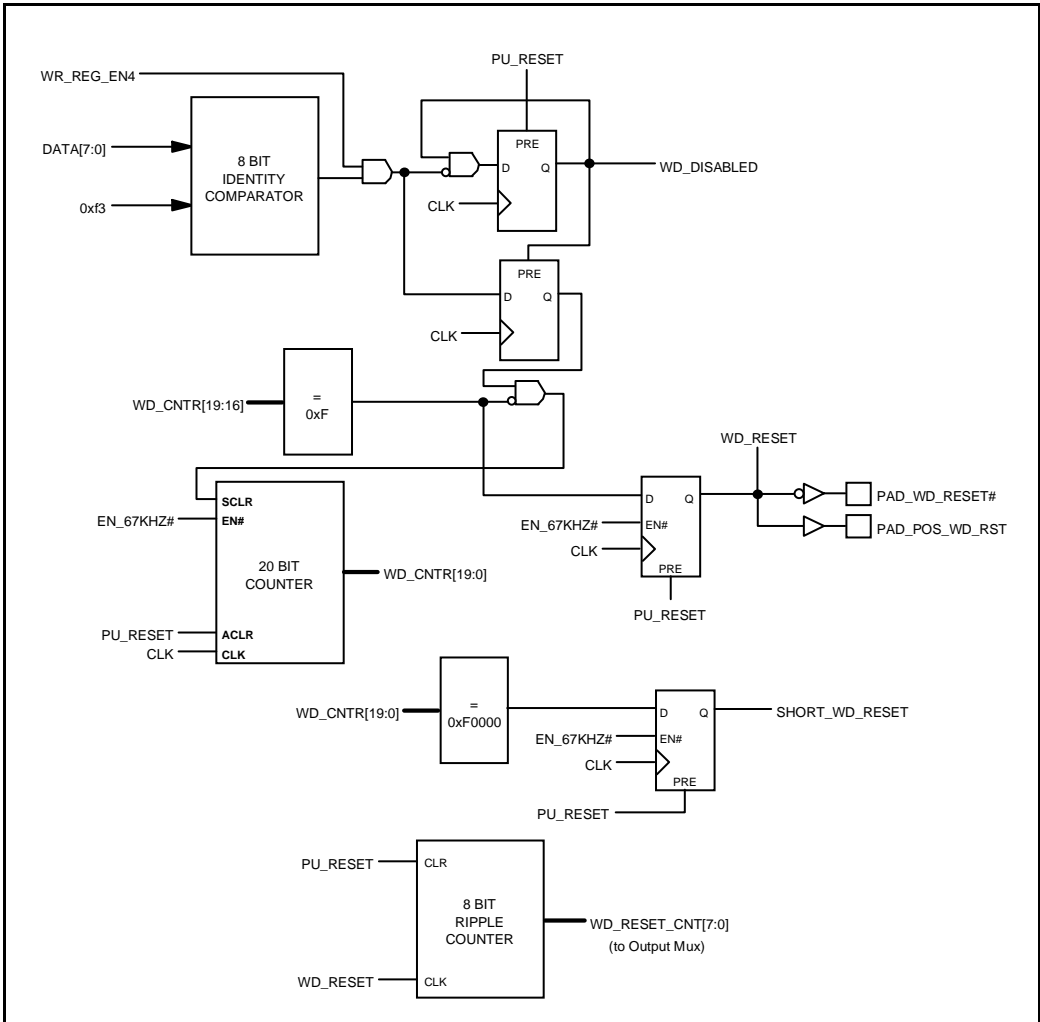 PU_RESET
WR_REG_EN4
DATA[7:0]
0xf3
8 BIT
IDENTITY
COMPARATOR
PRE
D
Q
CLK
WD_DISABLED
PRE
D
Q
CLK
WD_CNTR[19:16]
=
0xF
WD_RESET
SCLR
EN_67KHZ#
EN#
20 BIT
COUNTER
WD_CNTR[19:0]
PU_RESET
ACLR
CLK
CLK
D
Q
EN_67KHZ#
EN#
CLK
PRE
PU_RESET
PAD_WD_RESET#
PAD_POS_WD_RST
WD_CNTR[19:0]
=
0xF0000
D
Q
SHORT_WD_RESET
EN_67KHZ#
EN#
CLK
PRE
PU_RESET
PU_RESET
CLR
8 BIT
RIPPLE
COUNTER
WD_RESET_CNT[7:0]
(to Output Mux)
WD_RESET
CLK